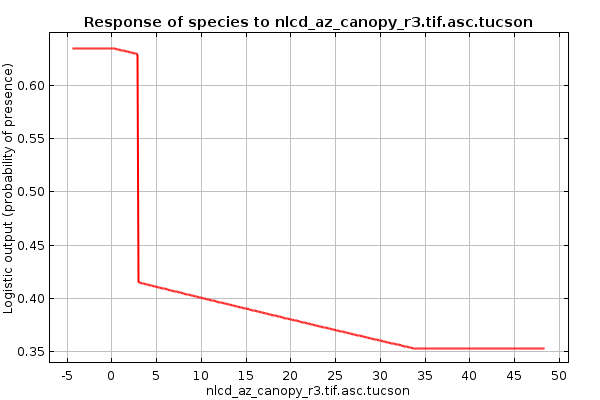 Response of species to nlcd_az_canopy_r3.tif.asc.tucson
Logistic output (probability of presence)
0.60
0.55
0.50
0.45
0.40
0.35
-5 0 5 10 15 20 25 30 35 40 45 50
nlcd_az_canopy_r3.tif.asc.tucson